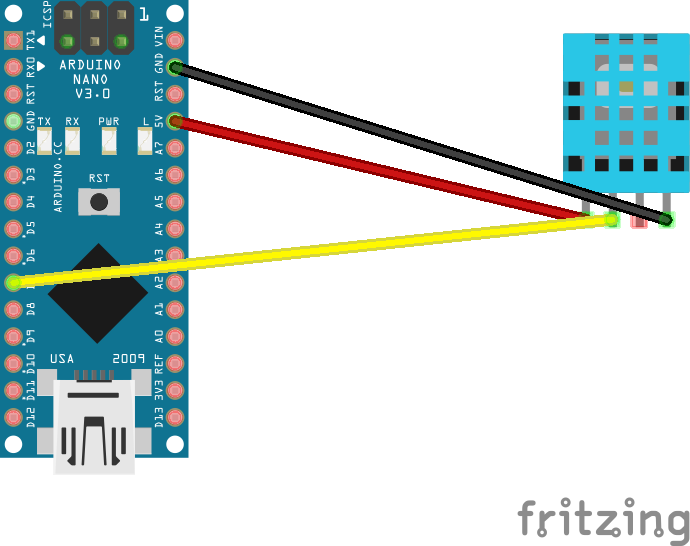 ICSP
1
TX1
RX0
RST
GND
D2
D3
D4
D5
D6
D8
D9
D10
D11
D12
ARDUINO
NANO
V3.0
TX RX PWR L
ARDUINO.CC
RST
USA 2009
VIN
GND
RST
5V
A7
A6
A5
A4
A3
A2
A1
A0
REF
3V3
D13
fritzing